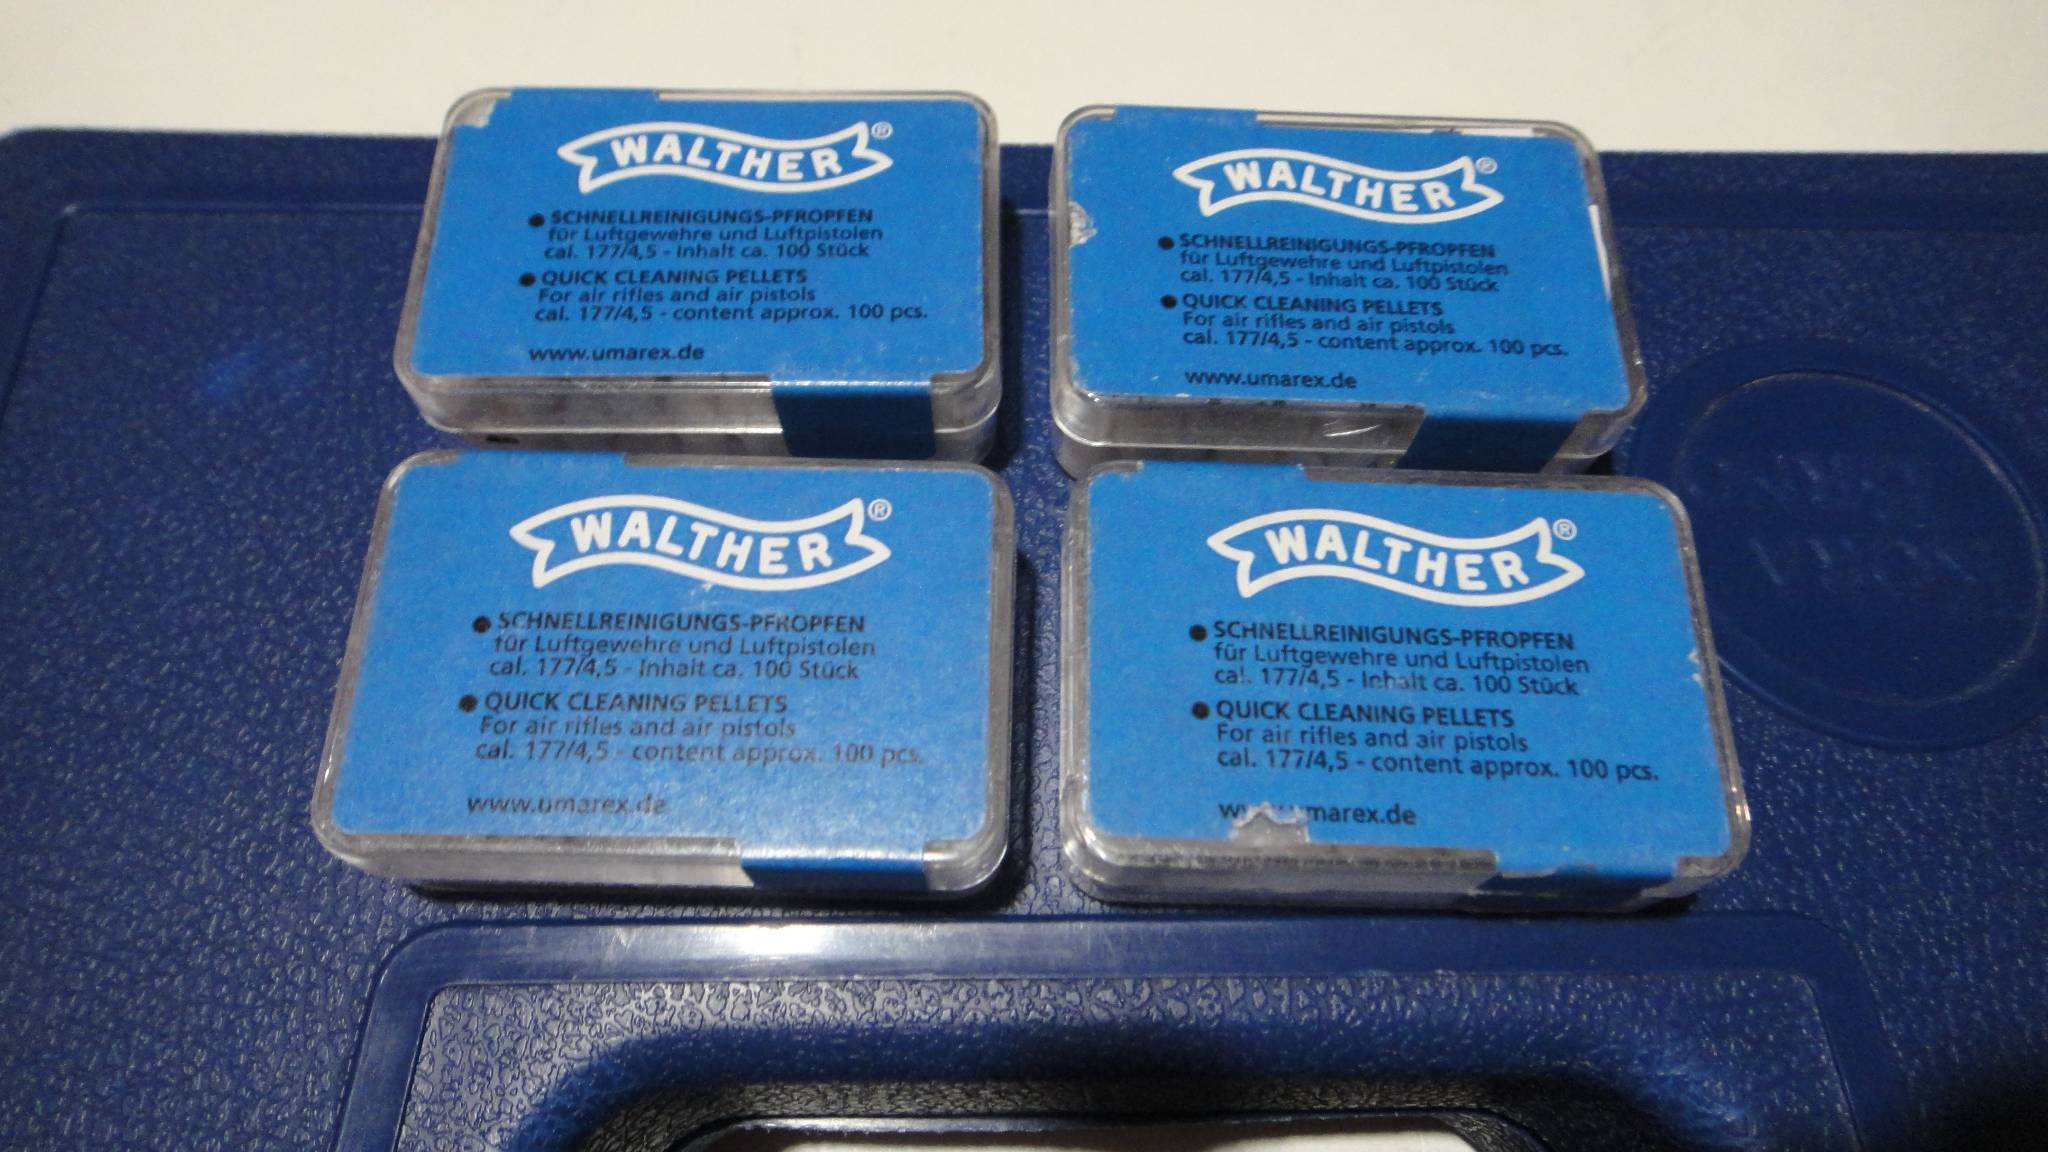 WALTHER®
● SCHNELLREINIGUNGS-PFROPFEN
für Luftgewehre und Luftpistolen
cal. 177/4,5 - Inhalt ca. 100 Stück
● QUICK CLEANING PELLETS
For air rifles and air pistols
cal. 177/4,5 - content approx. 100 pcs.
www.umarex.de
WALTHER®
● SCHNELLREINIGUNGS-PFROPFEN
für Luftgewehre und Luftpistolen
cal. 177/4,5 - Inhalt ca. 100 Stück
● QUICK CLEANING PELLETS
For air rifles and air pistols
cal. 177/4,5 - content approx. 100 pcs.
www.umarex.de
WALTHER®
● SCHNELLREINIGUNGS-PFROPFEN
für Luftgewehre und Luftpistolen
cal. 177/4,5 - Inhalt ca. 100 Stück
● QUICK CLEANING PELLETS
For air rifles and air pistols
cal. 177/4,5 - content approx. 100 pcs.
www.umarex.de
WALTHER®
● SCHNELLREINIGUNGS-PFROPFEN
für Luftgewehre und Luftpistolen
cal. 177/4,5 - Inhalt ca. 100 Stück
● QUICK CLEANING PELLETS
For air rifles and air pistols
cal. 177/4,5 - content approx. 100 pcs.
marex.de